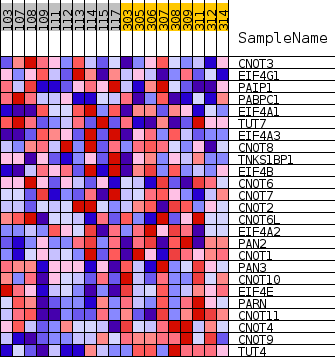 108 107 108 109 111 112 113 114 115 117 303 305 306 307 308 309 311 312 314
SampleName
CNOT3
EIF4G1
PAIP1
PABPC1
EIF4A1
TUT7
EIF4A3
CNOT8
TNKS1BP1
EIF4B
CNOT6
CNOT7
CNOT2
CNOT6L
EIF4A2
PAN2
CNOT1
PAN3
CNOT10
EIF4E
PARN
CNOT11
CNOT4
CNOT9
TUT4